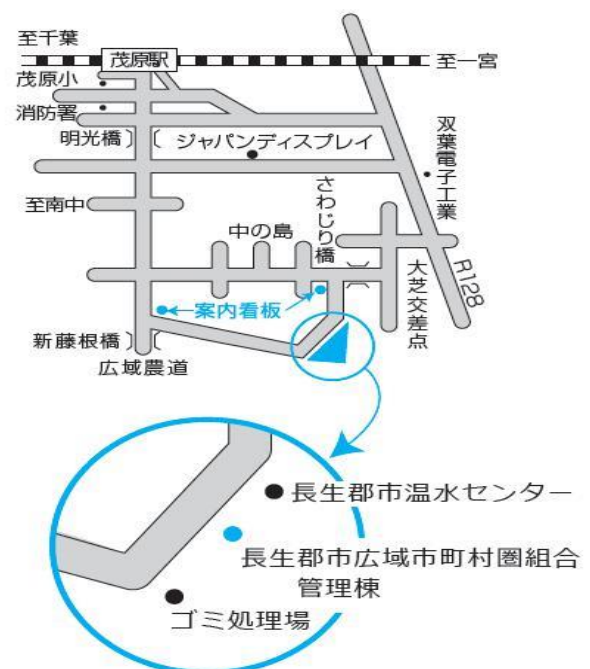 至千葉
茂原駅
至一宮
茂原小
消防署
明光橋
ジャパンディスプレイ
双葉電子工業
至南中
さわじり橋
中の島
R128
大芝交差点
案内看板
新藤根橋
広域農道
長生郡市温水センター
長生郡市広域市町村圏組合
管理棟
ゴミ処理場